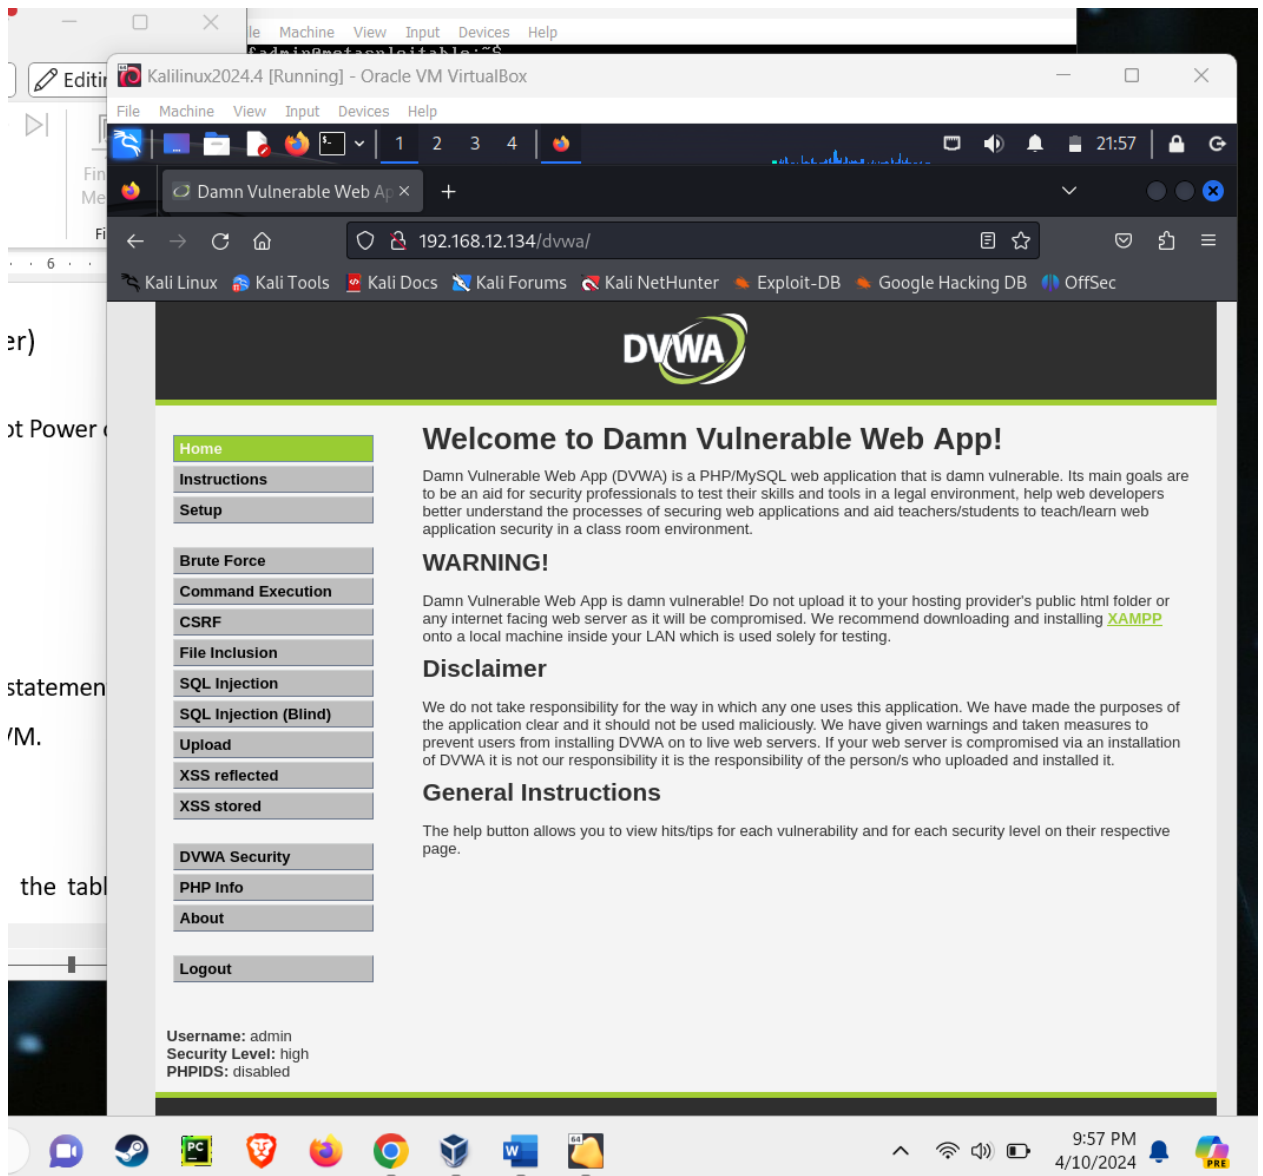 le Machine View Input Devices Help
fadmin@metasploitable:~$
Editi
Kalilinux2024.4 [Running] - Oracle VM VirtualBox
File Machine View Input Devices Help
1 2 3 4 21:57
Fin
Me
Fi
Damn Vulnerable Web Ap
192.168.12.134/dvwa/
6
Kali Linux Kali Tools Kali Docs Kali Forums Kali NetHunter Exploit-DB Google Hacking DB OffSec
DVWA
er)
ot Power
statemen
/M.
the tabl
Home
Instructions
Setup
Brute Force
Command Execution
CSRF
File Inclusion
SQL Injection
SQL Injection (Blind)
Upload
XSS reflected
XSS stored
DVWA Security
PHP Info
About
Logout
Welcome to Damn Vulnerable Web App!
Damn Vulnerable Web App (DVWA) is a PHP/MySQL web application that is damn vulnerable. Its main goals are
to be an aid for security professionals to test their skills and tools in a legal environment, help web developers
better understand the processes of securing web applications and aid teachers/students to teach/learn web
application security in a class room environment.
WARNING!
Damn Vulnerable Web App is damn vulnerable! Do not upload it to your hosting provider's public html folder or
any internet facing web server as it will be compromised. We recommend downloading and installing XAMPP
onto a local machine inside your LAN which is used solely for testing.
Disclaimer
We do not take responsibility for the way in which any one uses this application. We have made the purposes of
the application clear and it should not be used maliciously. We have given warnings and taken measures to
prevent users from installing DVWA on to live web servers. If your web server is compromised via an installation
of DVWA it is not our responsibility it is the responsibility of the person/s who uploaded and installed it.
General Instructions
The help button allows you to view hits/tips for each vulnerability and for each security level on their respective
page.
Username: admin
Security Level: high
PHPIDS: disabled
9:57 PM
4/10/2024